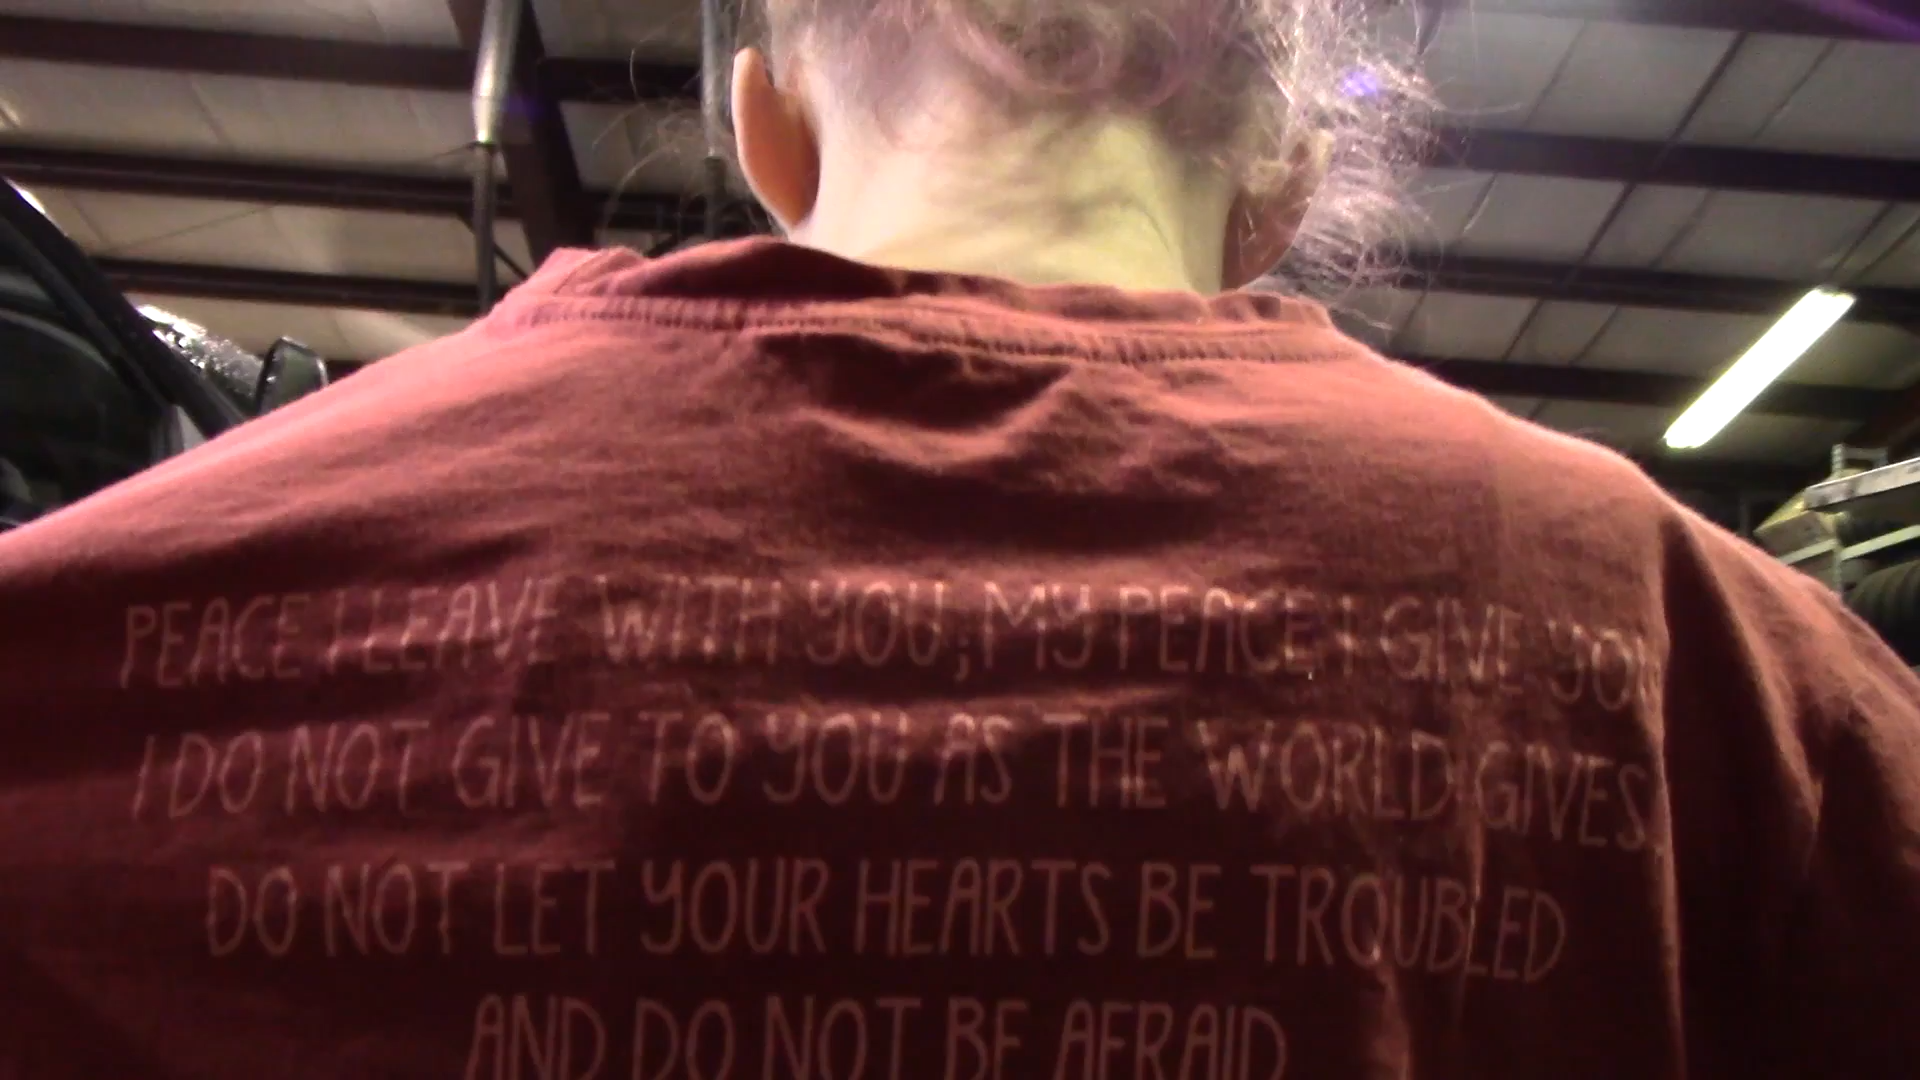 PEACE I LEAVE WITH YOU; MY PEACE I GIVE YOU
I DO NOT GIVE TO YOU AS THE WORLD GIVES
DO NOT LET YOUR HEARTS BE TROUBLED
AND DO NOT BE AFRAID